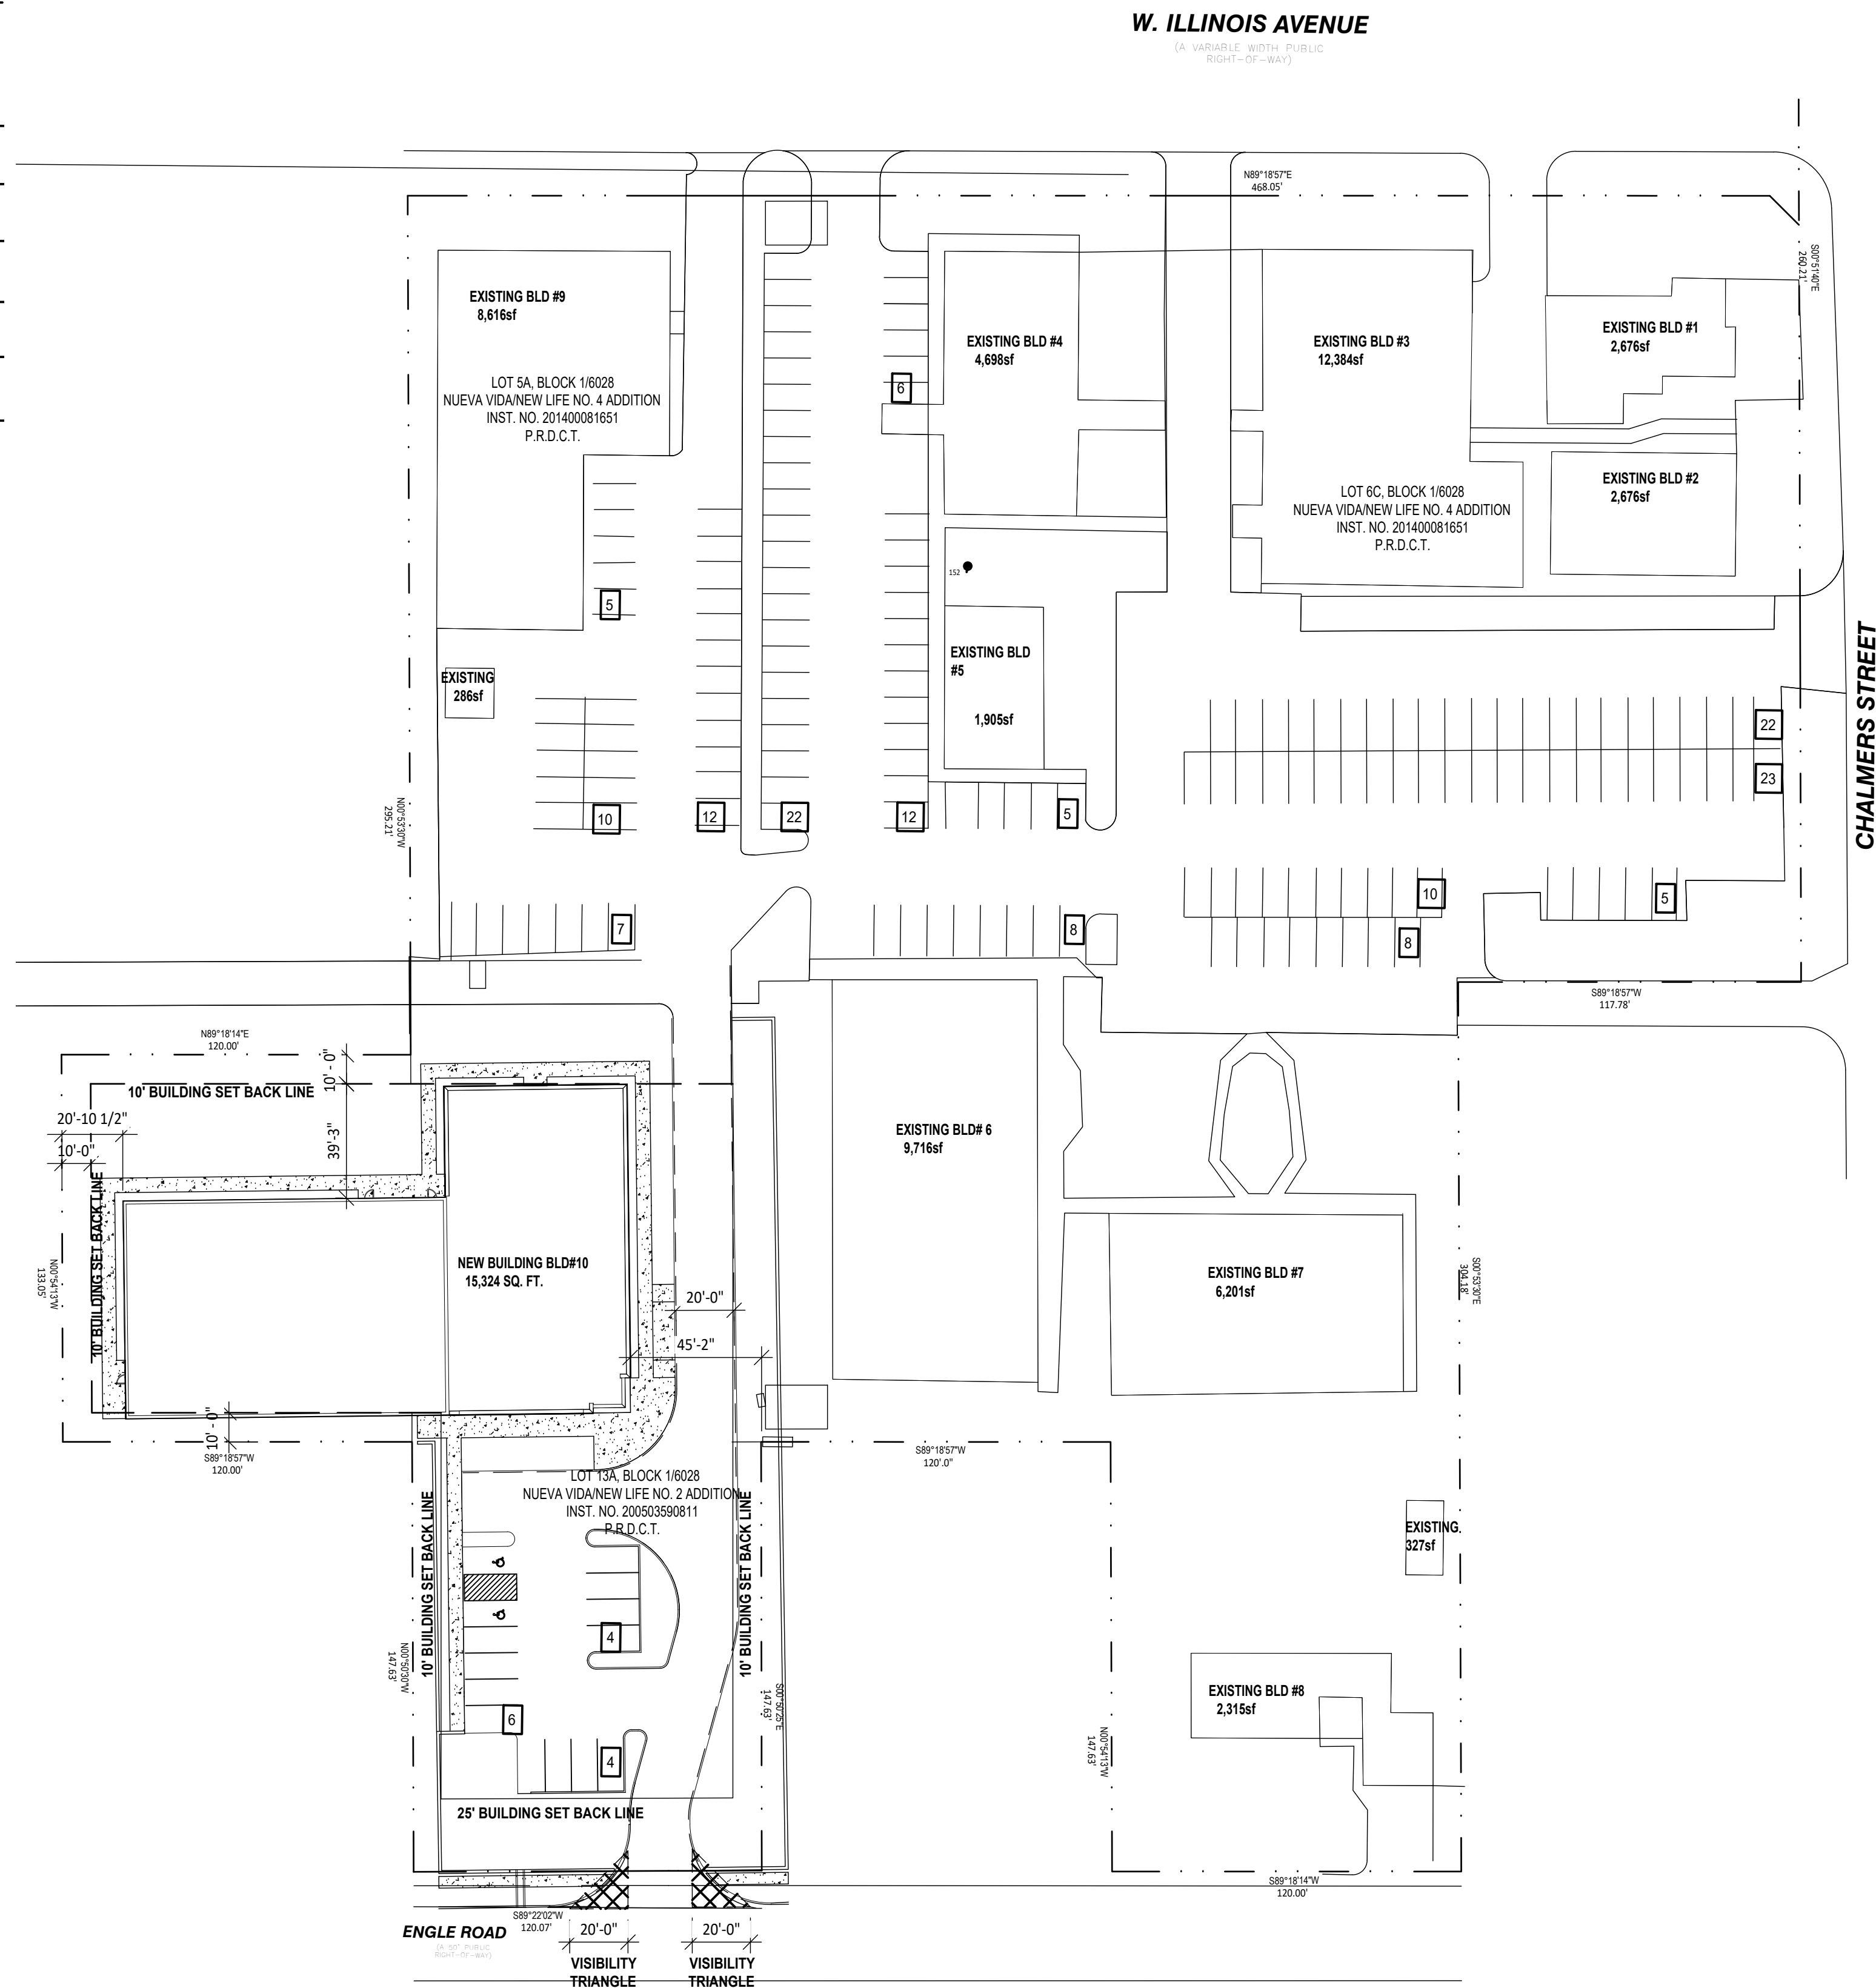 W. ILLINOIS AVENUE
(A VARIABLE WIDTH PUBLIC
RIGHT-OF-WAY)
N89°18'57"E
468.05'
S00°51'40"E
260.21'
EXISTING BLD #9
8,616sf
LOT 5A, BLOCK 1/6028
NUEVA VIDA/NEW LIFE NO. 4 ADDITION
INST. NO. 201400081651
P.R.D.C.T.
EXISTING BLD #4
4,698sf
6
EXISTING BLD #3
12,384sf
EXISTING BLD #1
2,676sf
EXISTING BLD #2
2,676sf
LOT 6C, BLOCK 1/6028
NUEVA VIDA/NEW LIFE NO. 4 ADDITION
INST. NO. 201400081651
P.R.D.C.T.
152
5
EXISTING BLD
#5
1,905sf
EXISTING
286sf
CHALMERS STREET
22
23
N00°53'30"W
295.21'
10
12
22
12
5
10
5
7
8
8
S89°18'57"W
117.78'
N89°18'14"E
120.00'
10' - 0"
10' BUILDING SET BACK LINE
20'-10 1/2"
10'-0"
39'-3"
10' BUILDING SET BACK LINE
EXISTING BLD# 6
9,716sf
N00°54'13"W
133.05'
NEW BUILDING BLD#10
15,324 SQ. FT.
20'-0"
45'-2"
EXISTING BLD #7
6,201sf
S00°53'30"E
304.18'
10' - 0"
S89°18'57"W
120.00'
S89°18'57"W
120'.0"
LOT 13A, BLOCK 1/6028
NUEVA VIDA/NEW LIFE NO. 2 ADDITION
INST. NO. 200503590811
P.R.D.C.T.
10' BUILDING SET BACK LINE
10' BUILDING SET BACK LINE
EXISTING
327sf
4
N00°50'30"W
147.63'
S00°50'25"E
147.63'
EXISTING BLD #8
2,315sf
6
4
N00°54'13"W
147.63'
25' BUILDING SET BACK LINE
S89°18'14"W
120.00'
S89°22'02"W
120.07'
ENGLE ROAD
(A 50' PUBLIC
RIGHT-OF-WAY)
20'-0"
20'-0"
VISIBILITY
TRIANGLE
VISIBILITY
TRIANGLE